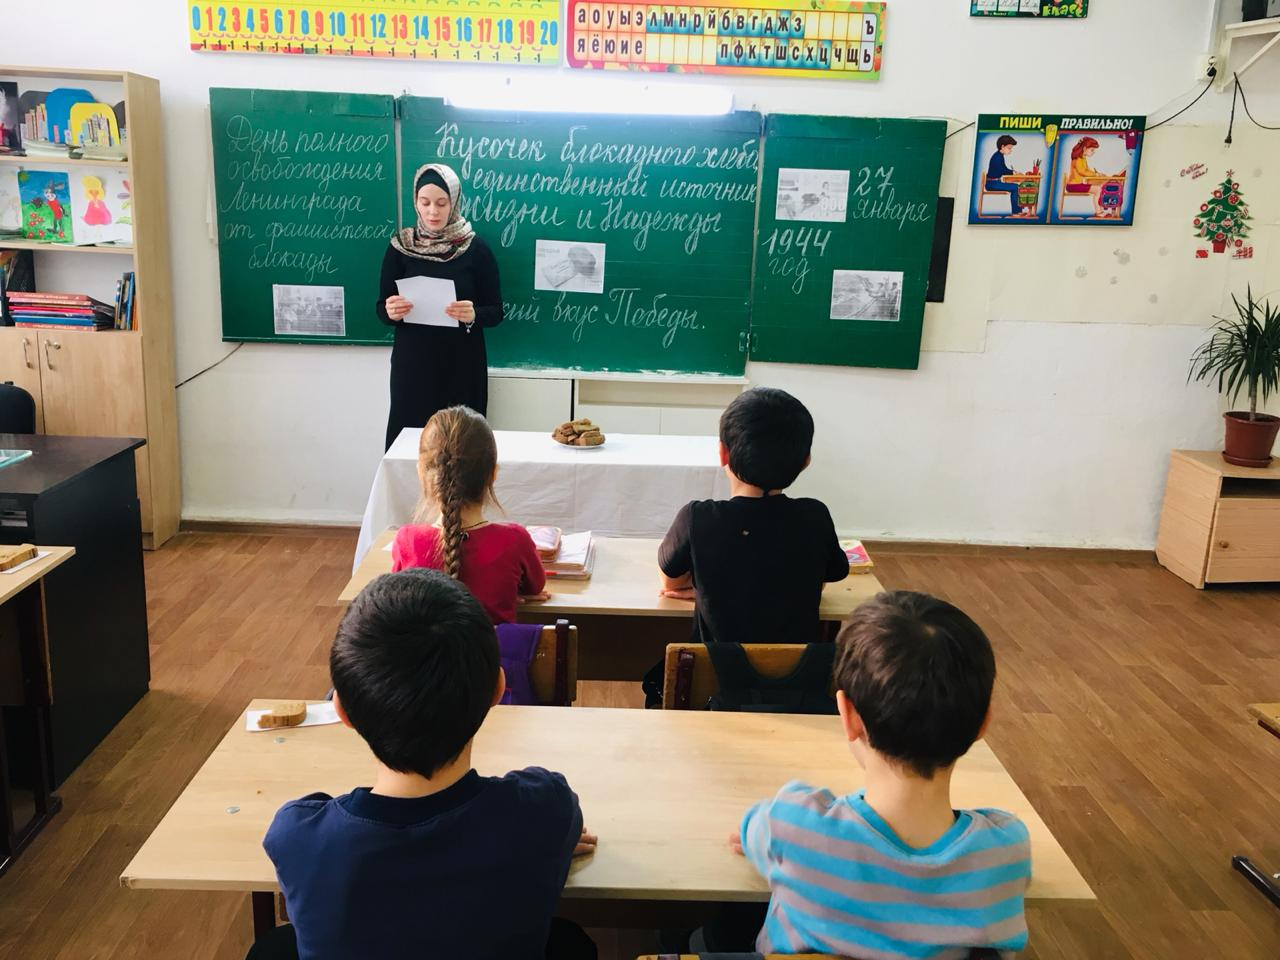 0 1 2 3 4 5 6 7 8 9 10 11 12 13 14 15 16 17 18 19 20
а о у ы э л м н р й б в г д ж з ъ
я ё ю и е п ф к т ш с х ц ч щ ь
класс
День полного
освобождения
Ленинграда
от фашистской
блокады
Кусочек блокадного хлеба
единственный источник
жизни и Надежды
вкус Победы.
27
января
1944
год
900
ПИШИ ПРАВИЛЬНО!